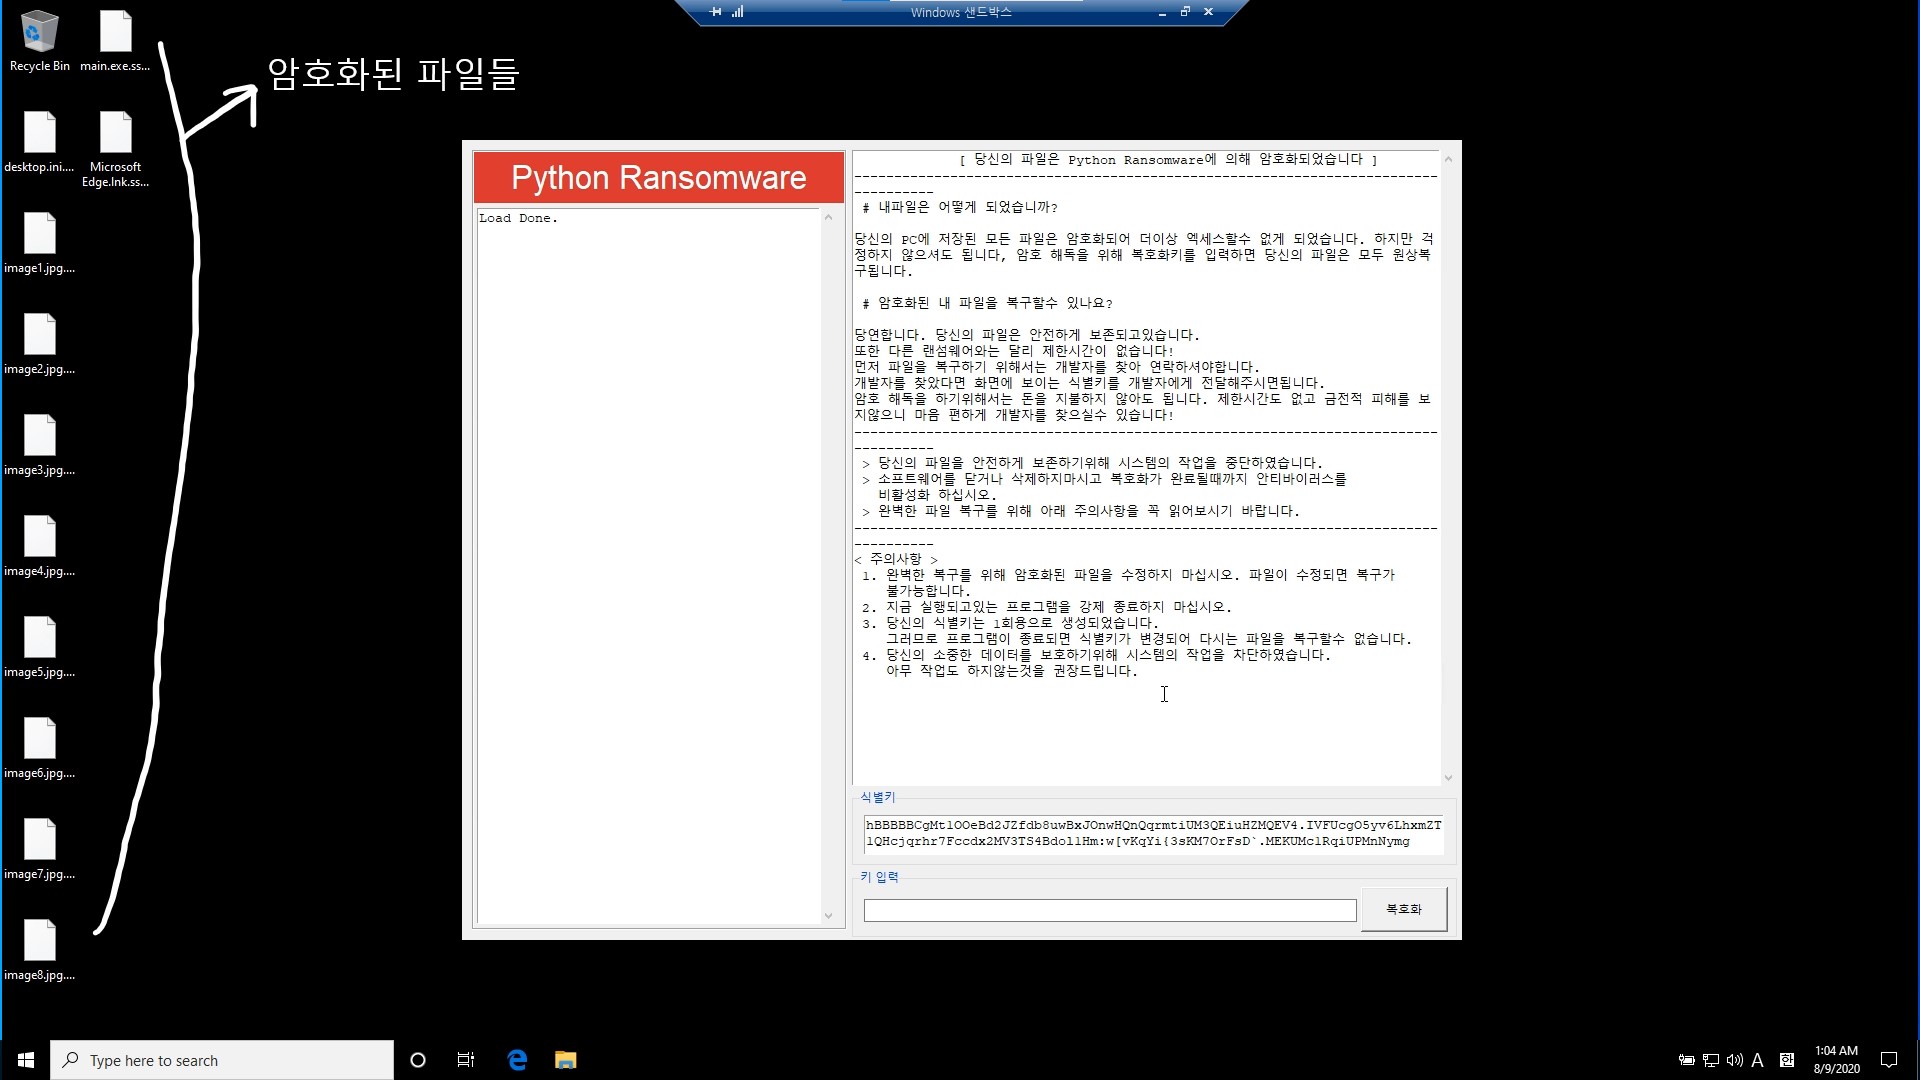 Windows 샌드박스
Recycle Bin
main.exe.ss...
암호화된 파일들
desktop.ini....
Microsoft
Edge.lnk.ss...
image1.jpg....
image2.jpg....
image3.jpg....
image4.jpg....
image5.jpg....
image6.jpg....
image7.jpg....
image8.jpg....
Python Ransomware
Load Done.
[ 당신의 파일은 Python Ransomware에 의해 암호화되었습니다 ]
-------------------------------------------------------------------------
----------
# 내파일은 어떻게 되었습니까?
당신의 PC에 저장된 모든 파일은 암호화되어 더이상 엑세스할수 없게 되었습니다. 하지만 걱
정하지 않으셔도 됩니다, 암호 해독을 위해 복호화키를 입력하면 당신의 파일은 모두 원상복
구됩니다.
# 암호화된 내 파일을 복구할수 있나요?
당연합니다. 당신의 파일은 안전하게 보존되고있습니다.
또한 다른 랜섬웨어와는 달리 제한시간이 없습니다!
먼저 파일을 복구하기 위해서는 개발자를 찾아 연락하셔야합니다.
개발자를 찾았다면 화면에 보이는 식별키를 개발자에게 전달해주시면됩니다.
암호 해독을 하기위해서는 돈을 지불하지 않아도 됩니다. 제한시간도 없고 금전적 피해를 보
지않으니 마음 편하게 개발자를 찾으실수 있습니다!
-------------------------------------------------------------------------
----------
> 당신의 파일을 안전하게 보존하기위해 시스템의 작업을 중단하였습니다.
> 소프트웨어를 닫거나 삭제하지마시고 복호화가 완료될때까지 안티바이러스를
비활성화 하십시오.
> 완벽한 파일 복구를 위해 아래 주의사항을 꼭 읽어보시기 바랍니다.
-------------------------------------------------------------------------
----------
< 주의사항 >
1. 완벽한 복구를 위해 암호화된 파일을 수정하지 마십시오. 파일이 수정되면 복구가
불가능합니다.
2. 지금 실행되고있는 프로그램을 강제 종료하지 마십시오.
3. 당신의 식별키는 1회용으로 생성되었습니다.
그러므로 프로그램이 종료되면 식별키가 변경되어 다시는 파일을 복구할수 없습니다.
4. 당신의 소중한 데이터를 보호하기위해 시스템의 작업을 차단하였습니다.
아무 작업도 하지않는것을 권장드립니다.
식별키
hBBBBBCgMtlOOeBd2JZfdb8uwBxJOnwHQnQqrmtiUM3QEiuHZMQEV4.IVFUcgO5yv6LhxmZT
lQHcjqrhr7Fccdx2MV3TS4BdollHm:w[vKqYi{3sKM7OrFsD`.MEKUMclRqiUPMnNymg
키 입력
복호화
Type here to search
A
한
1:04 AM
8/9/2020